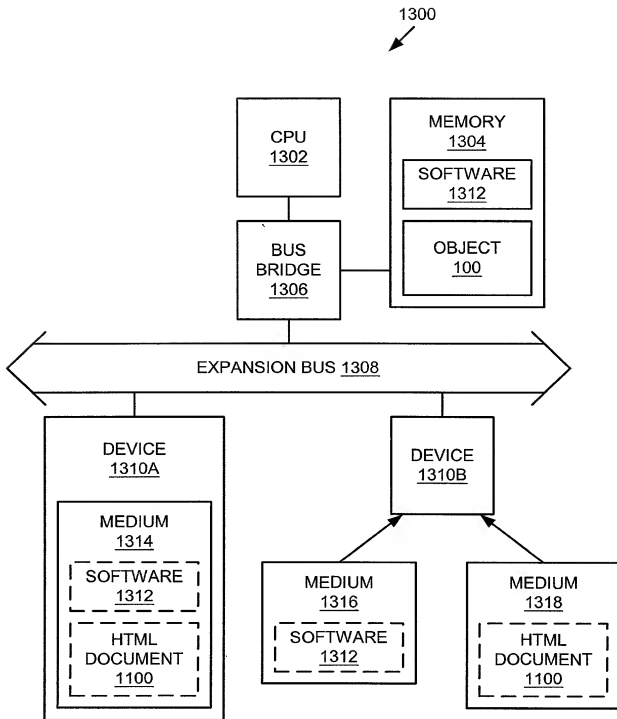 1300
CPU
1302
MEMORY
1304
SOFTWARE
1312
OBJECT
100
BUS
BRIDGE
1306
EXPANSION BUS 1308
DEVICE
1310A
MEDIUM
1314
SOFTWARE
1312
HTML
DOCUMENT
1100
DEVICE
1310B
MEDIUM
1316
SOFTWARE
1312
MEDIUM
1318
HTML
DOCUMENT
1100